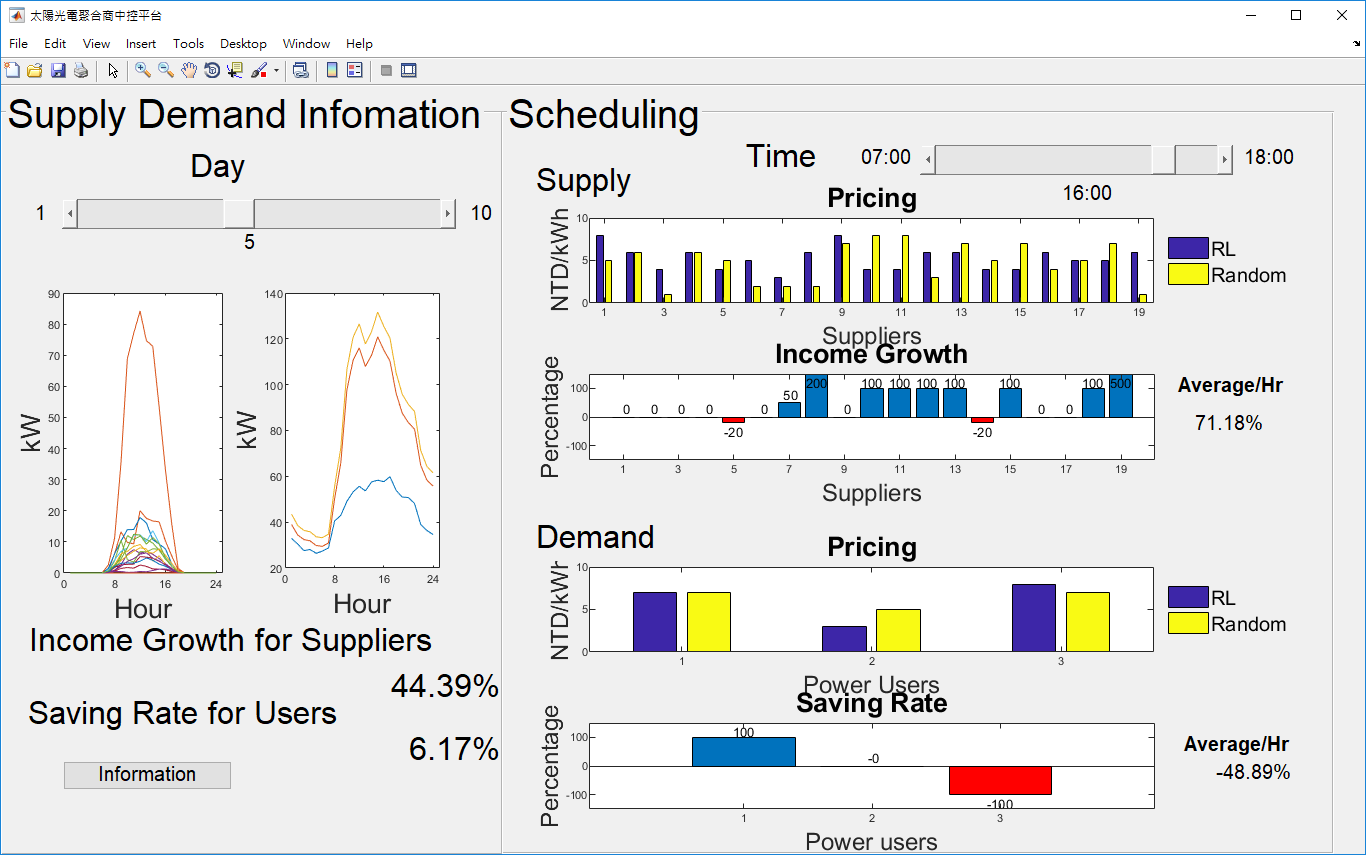 太陽光電聚合商中控平台
File Edit View Insert Tools Desktop Window Help
Supply Demand Infomation
Day
1 10
5
kW
90
80
70
60
50
40
30
20
10
0
0 8 16 24
Hour
kW
140
120
100
80
60
40
20
0 8 16 24
Hour
Income Growth for Suppliers
44.39%
Saving Rate for Users
6.17%
Information
Scheduling
Time 07:00 18:00
16:00
Supply
Pricing
NTD/kWh
10
5
0
1 3 5 7 9 11 13 15 17 19
Suppliers
RL
Random
Income Growth
Percentage
100
0
-100
0 0 0 0 -20 0 50 200 0 100 100 100 100 -20 100 0 0 100 500
1 3 5 7 9 11 13 15 17 19
Suppliers
Average/Hr
71.18%
Demand
Pricing
NTD/kWh
10
5
0
1 2 3
Power Users
RL
Random
Saving Rate
Percentage
100
0
-100
100 -0 -100
1 2 3
Power users
Average/Hr
-48.89%